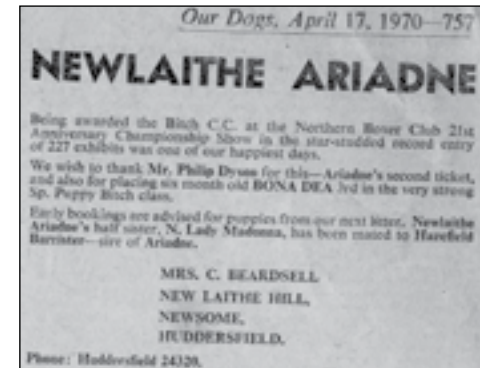 Our Dogs, April 17, 1970—757
NEWLAITHE ARIADNE
Being awarded the Bitch C.C. at the Northern Boxer Club 21st
Anniversary Championship Show in the star-studded record entry
of 227 exhibits was one of our happiest days.
We wish to thank Mr. Philip Dyson for this—Ariadne's second ticket,
and also for placing six month old BONA DEA 3rd in the very strong
Sp. Puppy Bitch class.
Early bookings are advised for puppies from our next litter. Newlaithe
Ariadne's half sister, N. Lady Madonna, has been mated to Harefield
Barrister—sire of Ariadne.
MRS. C. BEARDSELL
NEW LAITHE HILL,
NEWSOME,
HUDDERSFIELD.
Phone: Huddersfield 24320.